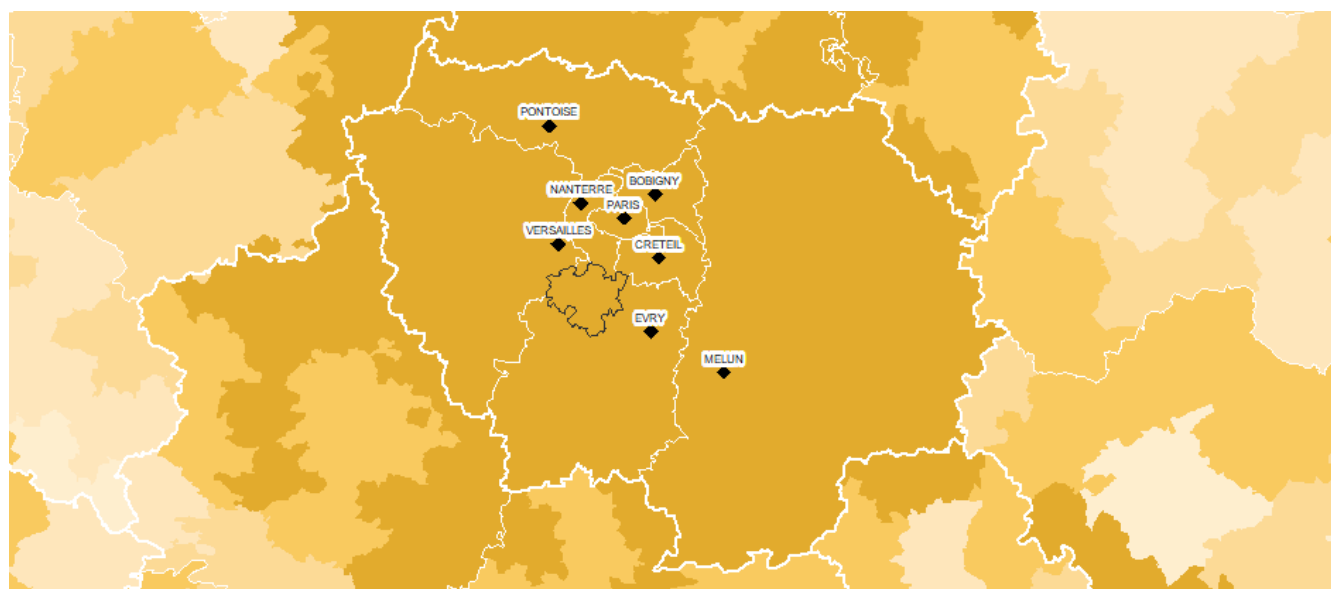 PONTOISE
BOBIGNY
NANTERRE
PARIS
VERSAILLES
CRETEIL
EVRY
MELUN